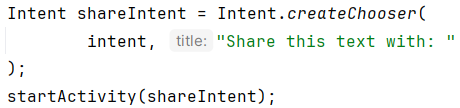 Intent shareIntent = Intent.createChooser(
        intent, title: "Share this text with: "
);
startActivity(shareIntent);